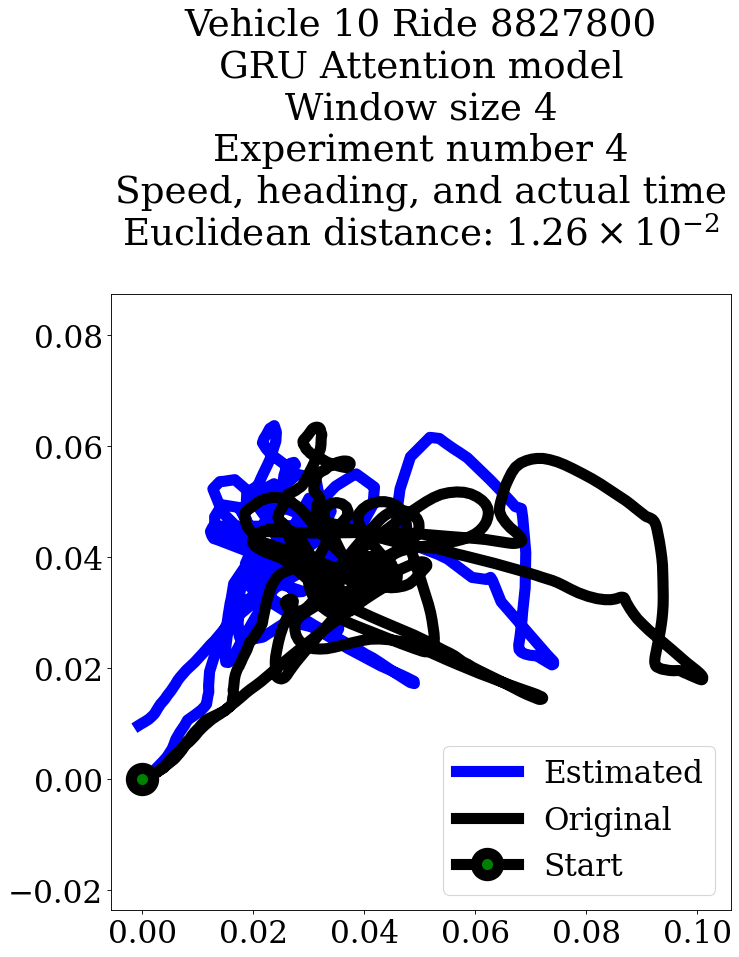 Vehicle 10 Ride 8827800
GRU Attention model
Window size 4
Experiment number 4
Speed, heading, and actual time
Euclidean distance: 1.26 × 10⁻²
0.08
0.06
0.04
0.02
0.00
−0.02
0.00 0.02 0.04 0.06 0.08 0.10
Estimated
Original
Start